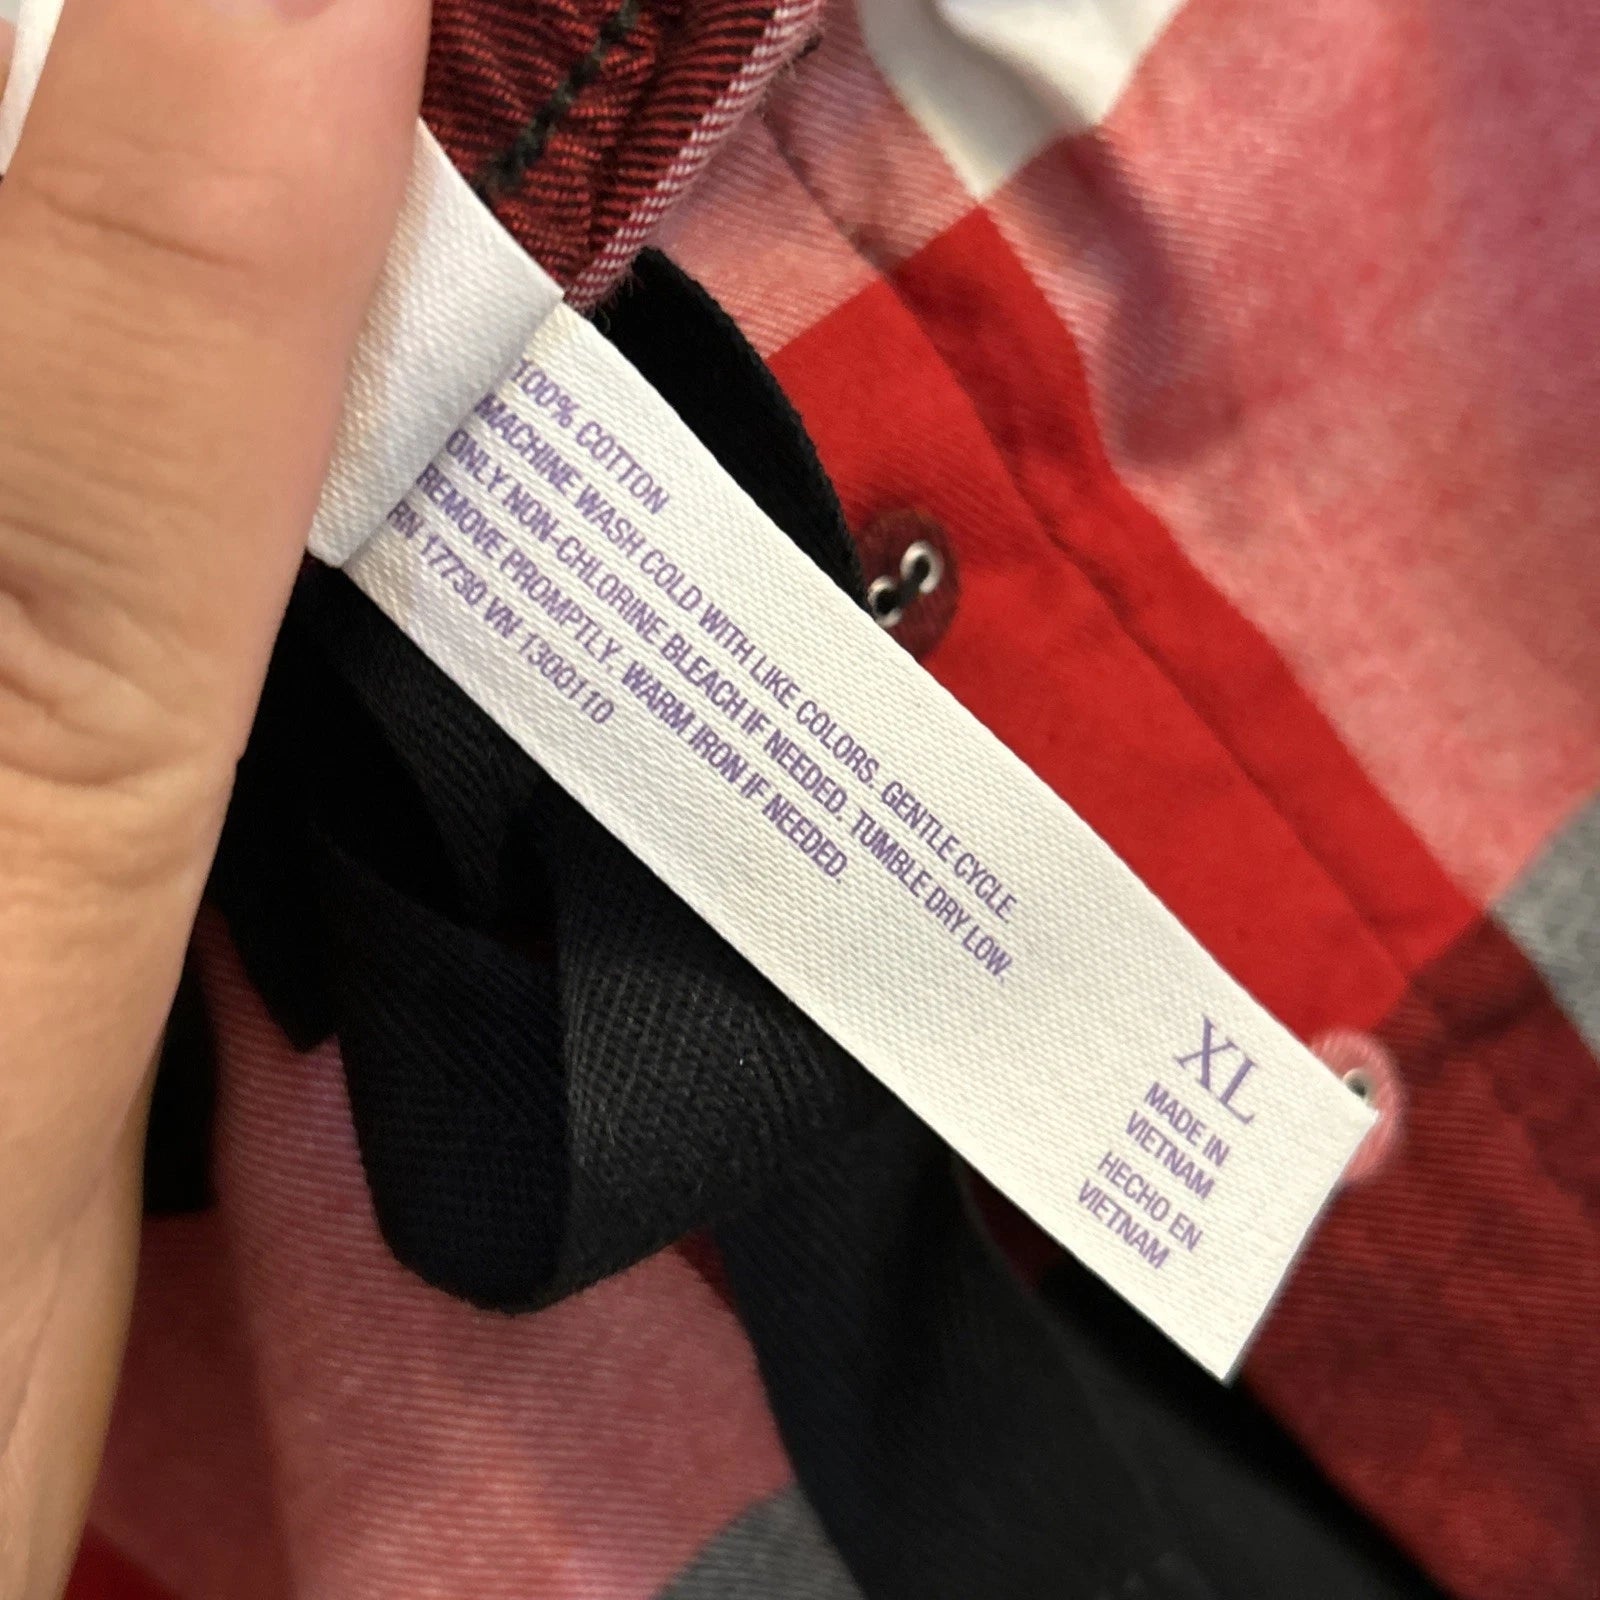 100% COTTON
MACHINE WASH COLD WITH LIKE COLORS. GENTLE CYCLE.
ONLY NON-CHLORINE BLEACH IF NEEDED. TUMBLE DRY LOW.
REMOVE PROMPTLY. WARM IRON IF NEEDED.
RN 17730 VN 1300110
XL
MADE IN
VIETNAM
HECHO EN
VIETNAM